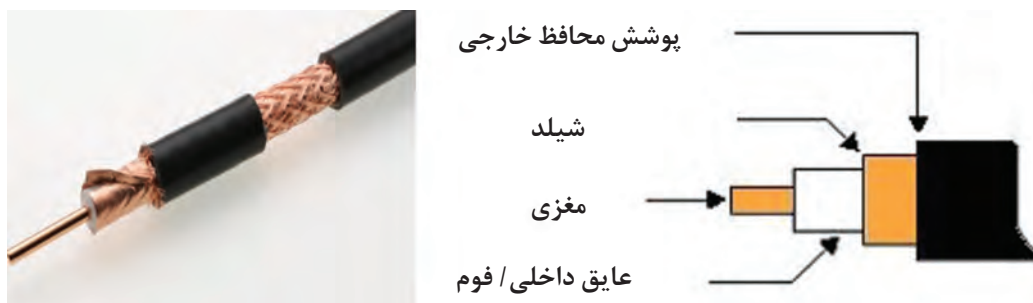 پوشش محافظ خارجی
شیلد
مغزی
عایق داخلی/ فوم